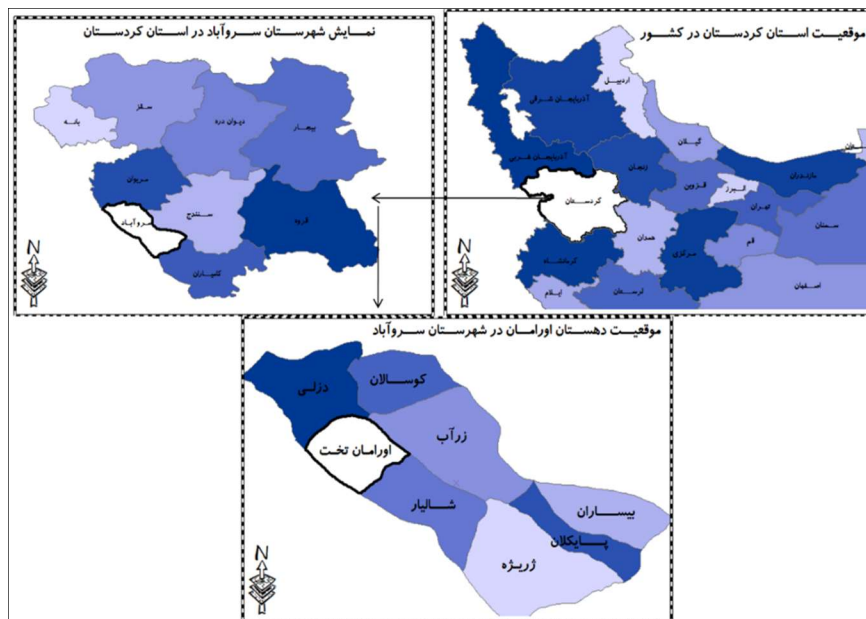 موقعیت استان کردستان در کشور
اردبیل
آذربایجان شرقی
گیلان
آذربایجان غربی
زنجان
مازندران
قزوین
البرز
تهران
کردستان
سمنان
همدان
قم
مرکزی
کرمانشاه
اصفهان
لرستان
ایلام
N
نمایش شهرستان سروآباد در استان کردستان
سقز
بانه
دیوان دره
بیجار
مریوان
سنندج
سروآباد
قروه
کامیاران
N
موقعیت دهستان اورامان در شهرستان سروآباد
کوسالان
دزلی
زرآب
اورامان تخت
شالیار
بیساران
پایکلان
ژریژه
N